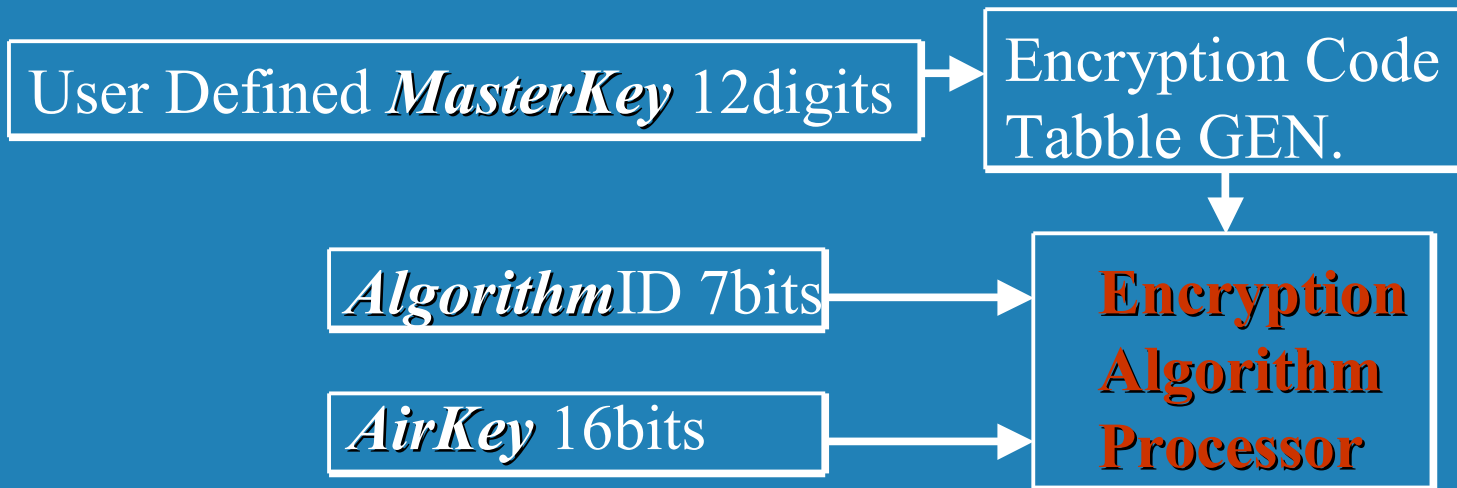 User Defined MasterKey 12digits
Encryption Code
Tabble GEN.
AlgorithmID 7bits
AirKey 16bits
Encryption
Algorithm
Processor